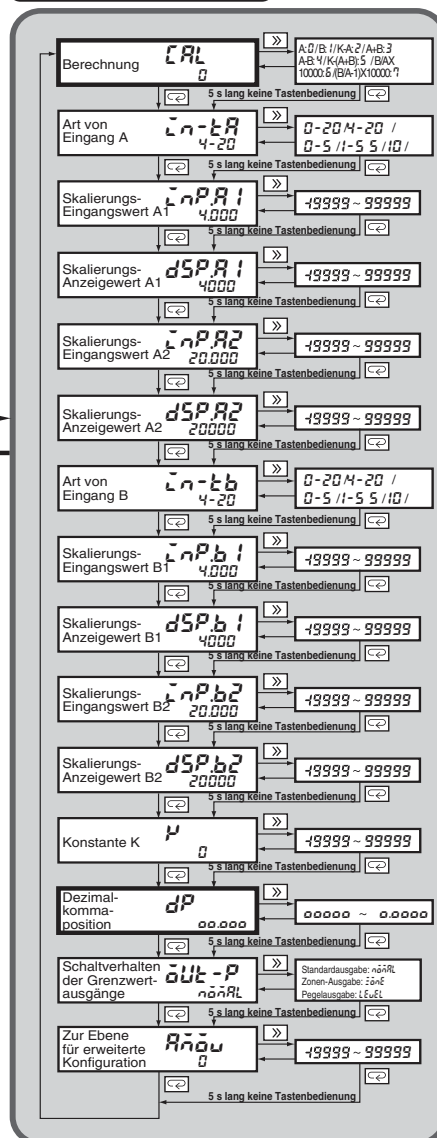 Berechnung
CAL
0
»
A:0/B:1/K-A:2/A+B:3
A-B:4/K-(A+B):5 /B/AX
10000:6/(B/A-1)X10000:7
5 s lang keine Tastenbedienung
Art von
Eingang A
in-tA
4-20
»
0-20/4-20 /
0-5 /1-5 5 /10/
5 s lang keine Tastenbedienung
Skalierungs-
Eingangswert A1
inP.A1
4.000
»
-19999 ~ 99999
5 s lang keine Tastenbedienung
Skalierungs-
Anzeigewert A1
dSP.A1
4000
»
-19999 ~ 99999
5 s lang keine Tastenbedienung
Skalierungs-
Eingangswert A2
inP.A2
20.000
»
-19999 ~ 99999
5 s lang keine Tastenbedienung
Skalierungs-
Anzeigewert A2
dSP.A2
20000
»
-19999 ~ 99999
5 s lang keine Tastenbedienung
Art von
Eingang B
in-tb
4-20
»
0-20/4-20 /
0-5 /1-5 5 /10/
5 s lang keine Tastenbedienung
Skalierungs-
Eingangswert B1
inP.b1
4.000
»
-19999 ~ 99999
5 s lang keine Tastenbedienung
Skalierungs-
Anzeigewert B1
dSP.b1
4000
»
-19999 ~ 99999
5 s lang keine Tastenbedienung
Skalierungs-
Eingangswert B2
inP.b2
20.000
»
-19999 ~ 99999
5 s lang keine Tastenbedienung
Skalierungs-
Anzeigewert B2
dSP.b2
20000
»
-19999 ~ 99999
5 s lang keine Tastenbedienung
Konstante K
K
0
»
-19999 ~ 99999
5 s lang keine Tastenbedienung
Dezimal-
komma-
position
dP
00.000
»
00000 ~ 0.0000
5 s lang keine Tastenbedienung
Schaltverhalten
der Grenzwert-
ausgänge
oUt-P
noMAL
»
Standardausgabe: noMAL
Zonen-Ausgabe: ZonE
Pegelausgabe: LEvEL
5 s lang keine Tastenbedienung
Zur Ebene
für erweiterte
Konfiguration
AMov
0
»
-19999 ~ 99999
5 s lang keine Tastenbedienung